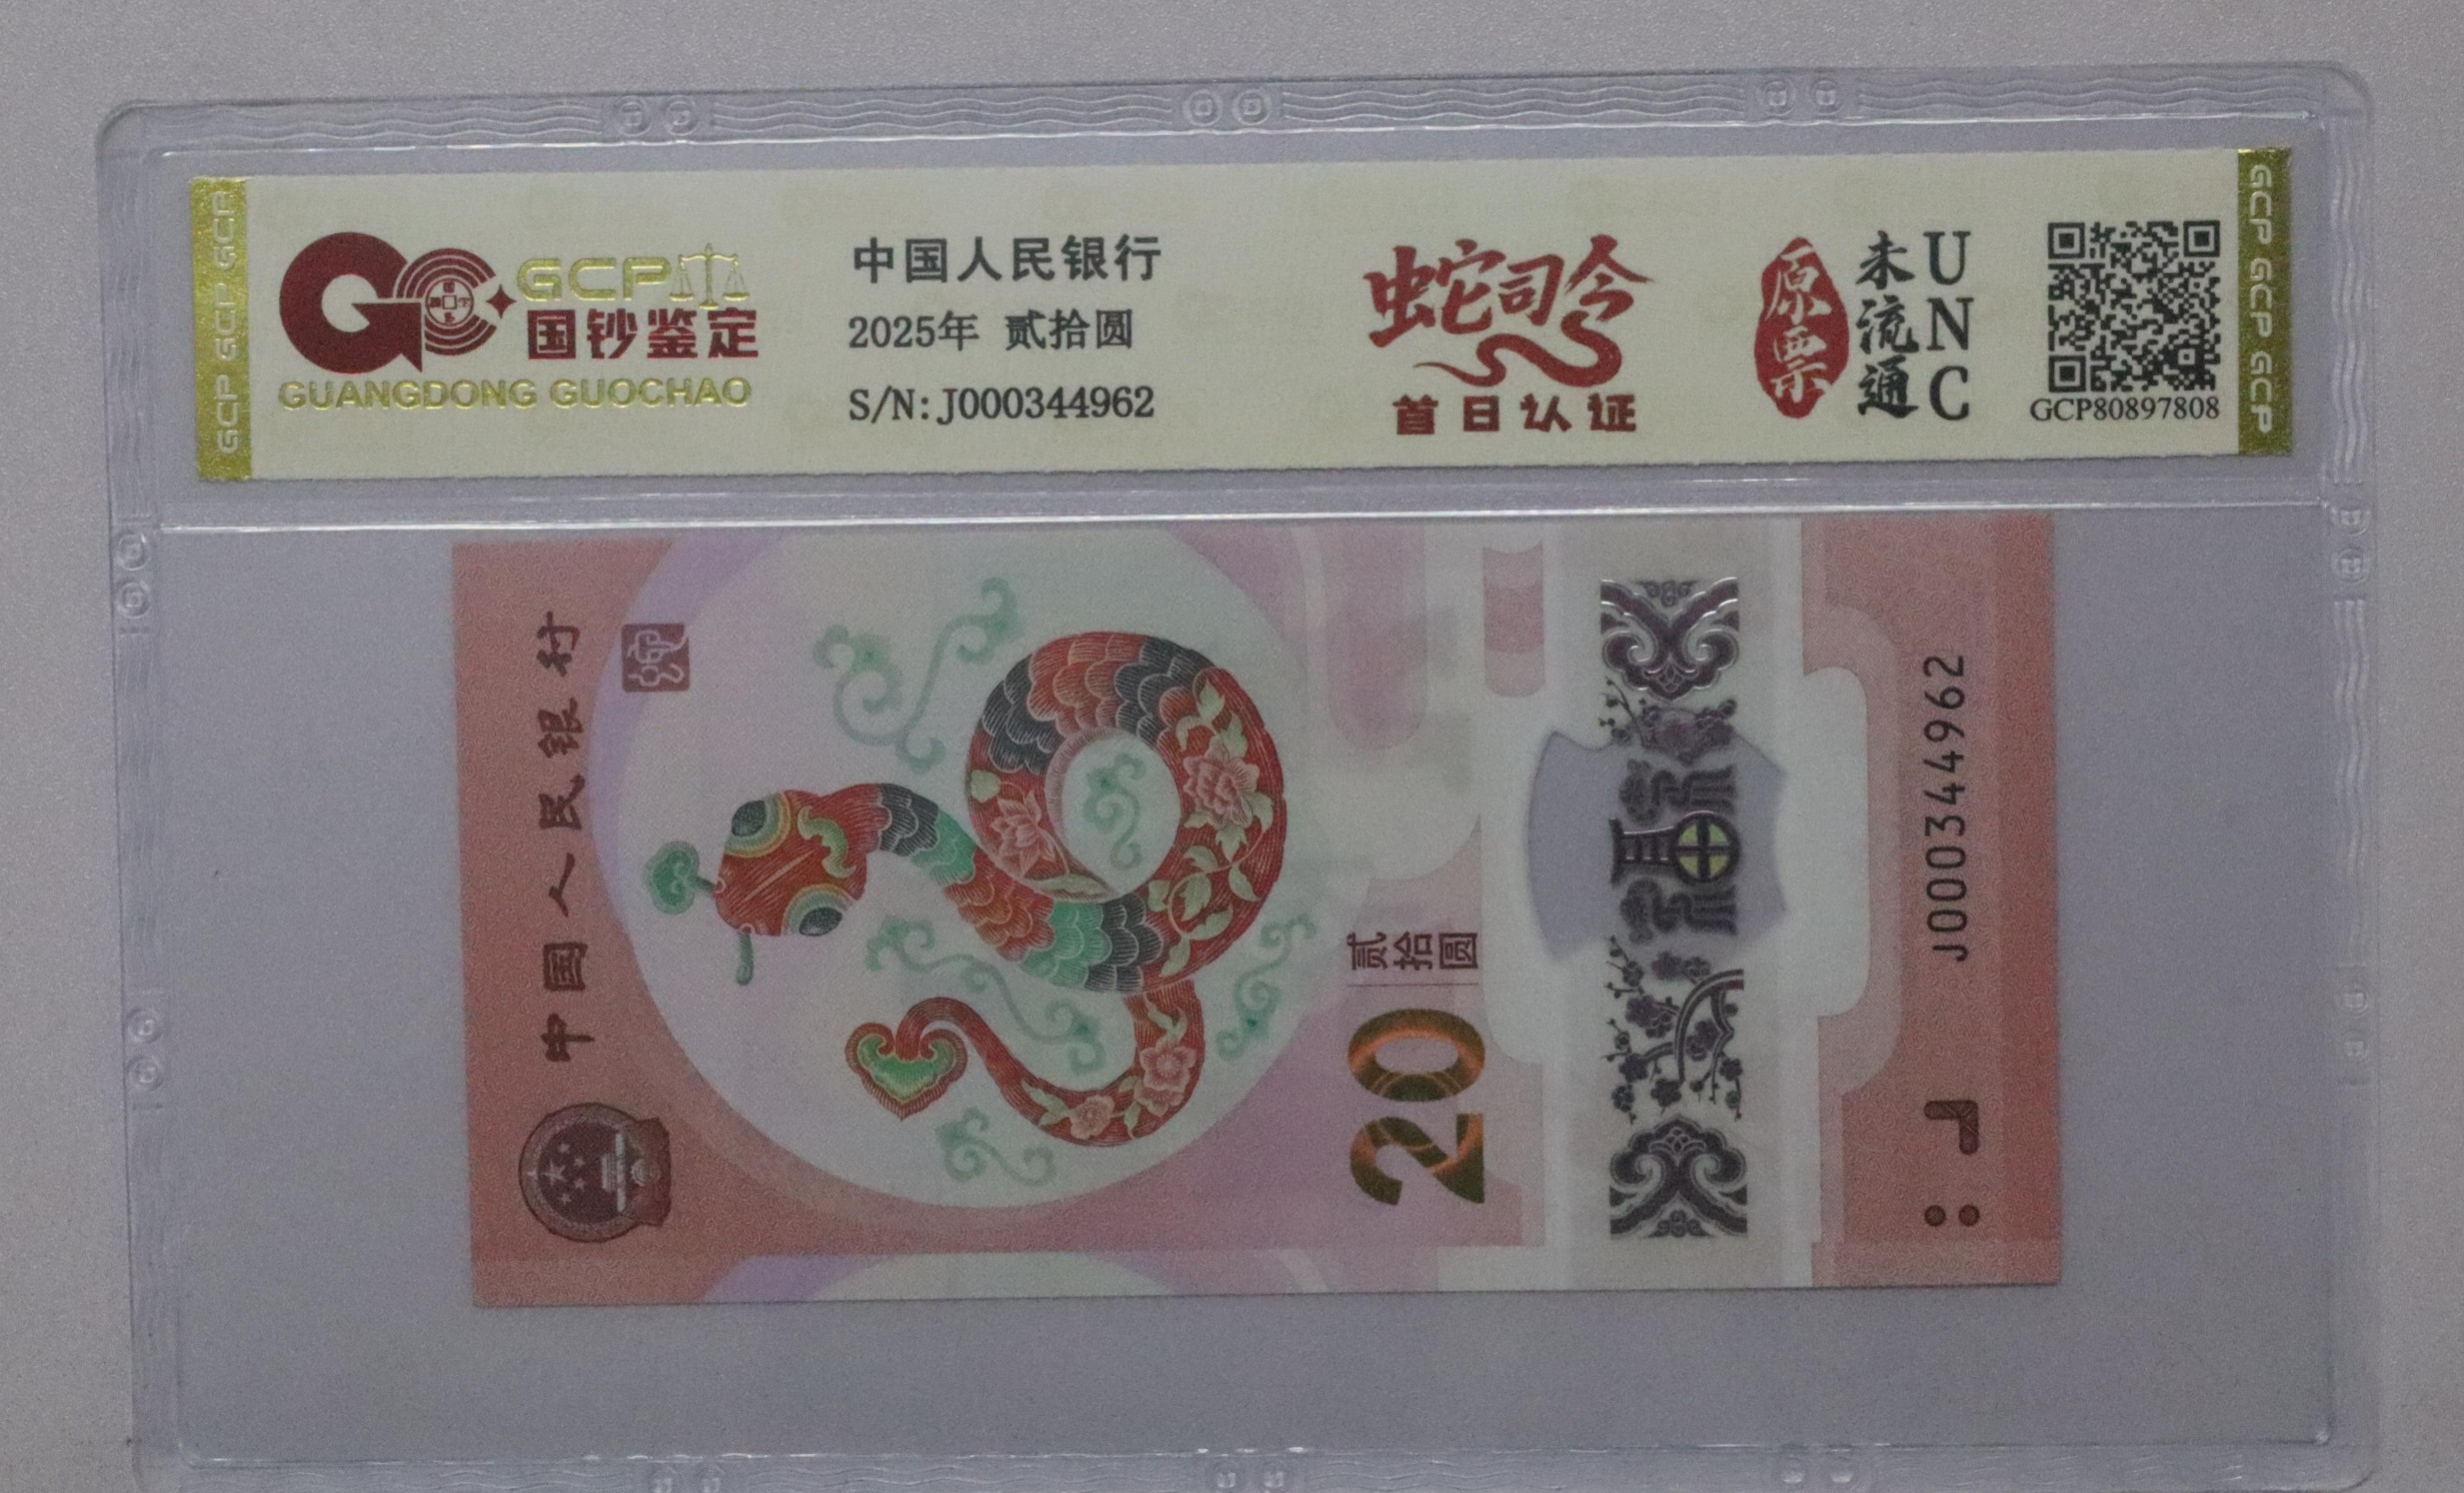 GCP
国钞鉴定
GUANGDONG GUOCHAO
中国人民银行
2025年 贰拾圆
S/N: J000344962
蛇司令
首日认证
原票
未流通
UNC
GCP80897808
GCP GCP GCP
GCP GCP GCP
中国人民银行
贰拾圆
20
福
J000344962